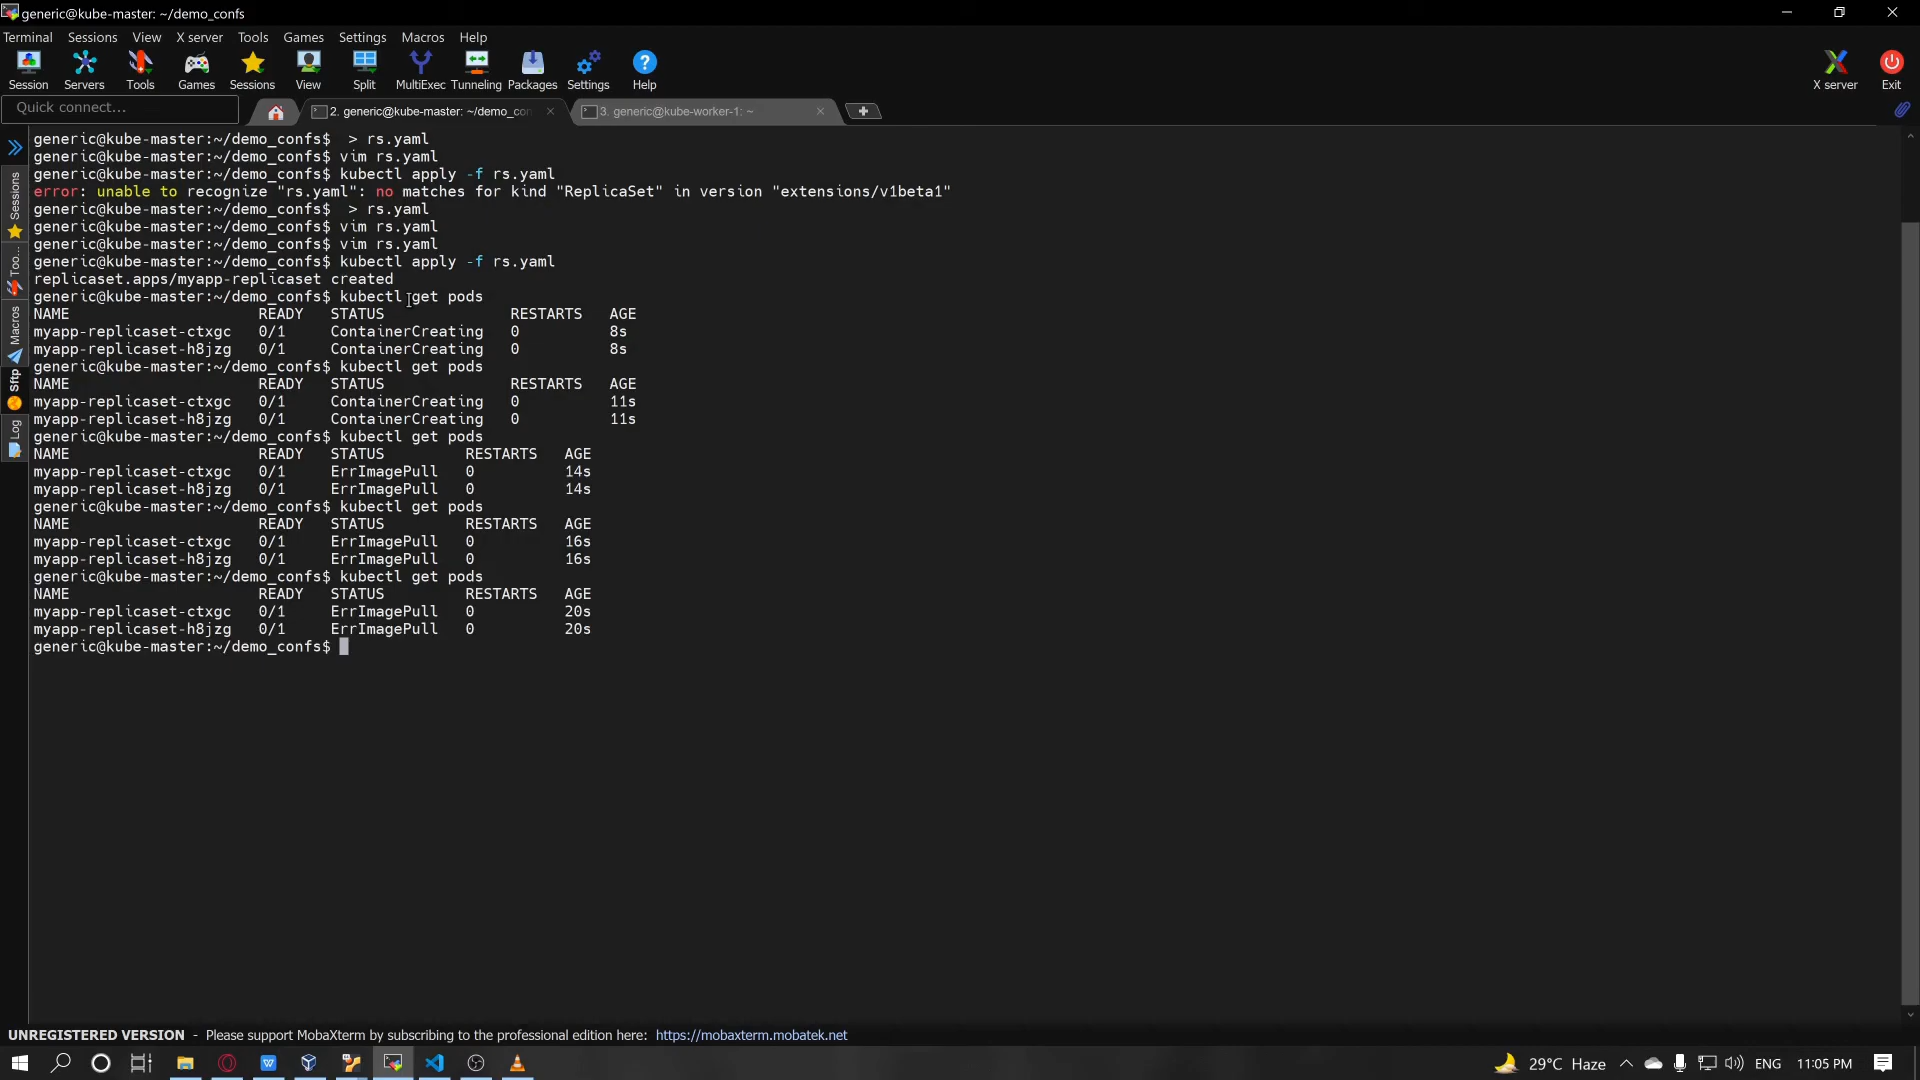 generic@kube-master: ~/demo_confs
Terminal Sessions View X server Tools Games Settings Macros Help
Session Servers Tools Games Sessions View Split MultiExec Tunneling Packages Settings Help X server Exit
Quick connect... 2. generic@kube-master: ~/demo_con 3. generic@kube-worker-1: ~
Sessions
Too...
Macros
Sftp
Log
generic@kube-master:~/demo_confs$  > rs.yaml
generic@kube-master:~/demo_confs$ vim rs.yaml
generic@kube-master:~/demo_confs$ kubectl apply -f rs.yaml
error: unable to recognize "rs.yaml": no matches for kind "ReplicaSet" in version "extensions/v1beta1"
generic@kube-master:~/demo_confs$  > rs.yaml
generic@kube-master:~/demo_confs$ vim rs.yaml
generic@kube-master:~/demo_confs$ vim rs.yaml
generic@kube-master:~/demo_confs$ kubectl apply -f rs.yaml
replicaset.apps/myapp-replicaset created
generic@kube-master:~/demo_confs$ kubectl get pods
NAME READY STATUS RESTARTS AGE
myapp-replicaset-ctxgc 0/1 ContainerCreating 0 8s
myapp-replicaset-h8jzg 0/1 ContainerCreating 0 8s
generic@kube-master:~/demo_confs$ kubectl get pods
NAME READY STATUS RESTARTS AGE
myapp-replicaset-ctxgc 0/1 ContainerCreating 0 11s
myapp-replicaset-h8jzg 0/1 ContainerCreating 0 11s
generic@kube-master:~/demo_confs$ kubectl get pods
NAME READY STATUS RESTARTS AGE
myapp-replicaset-ctxgc 0/1 ErrImagePull 0 14s
myapp-replicaset-h8jzg 0/1 ErrImagePull 0 14s
generic@kube-master:~/demo_confs$ kubectl get pods
NAME READY STATUS RESTARTS AGE
myapp-replicaset-ctxgc 0/1 ErrImagePull 0 16s
myapp-replicaset-h8jzg 0/1 ErrImagePull 0 16s
generic@kube-master:~/demo_confs$ kubectl get pods
NAME READY STATUS RESTARTS AGE
myapp-replicaset-ctxgc 0/1 ErrImagePull 0 20s
myapp-replicaset-h8jzg 0/1 ErrImagePull 0 20s
generic@kube-master:~/demo_confs$
UNREGISTERED VERSION - Please support MobaXterm by subscribing to the professional edition here: https://mobaxterm.mobatek.net
29°C Haze ENG 11:05 PM